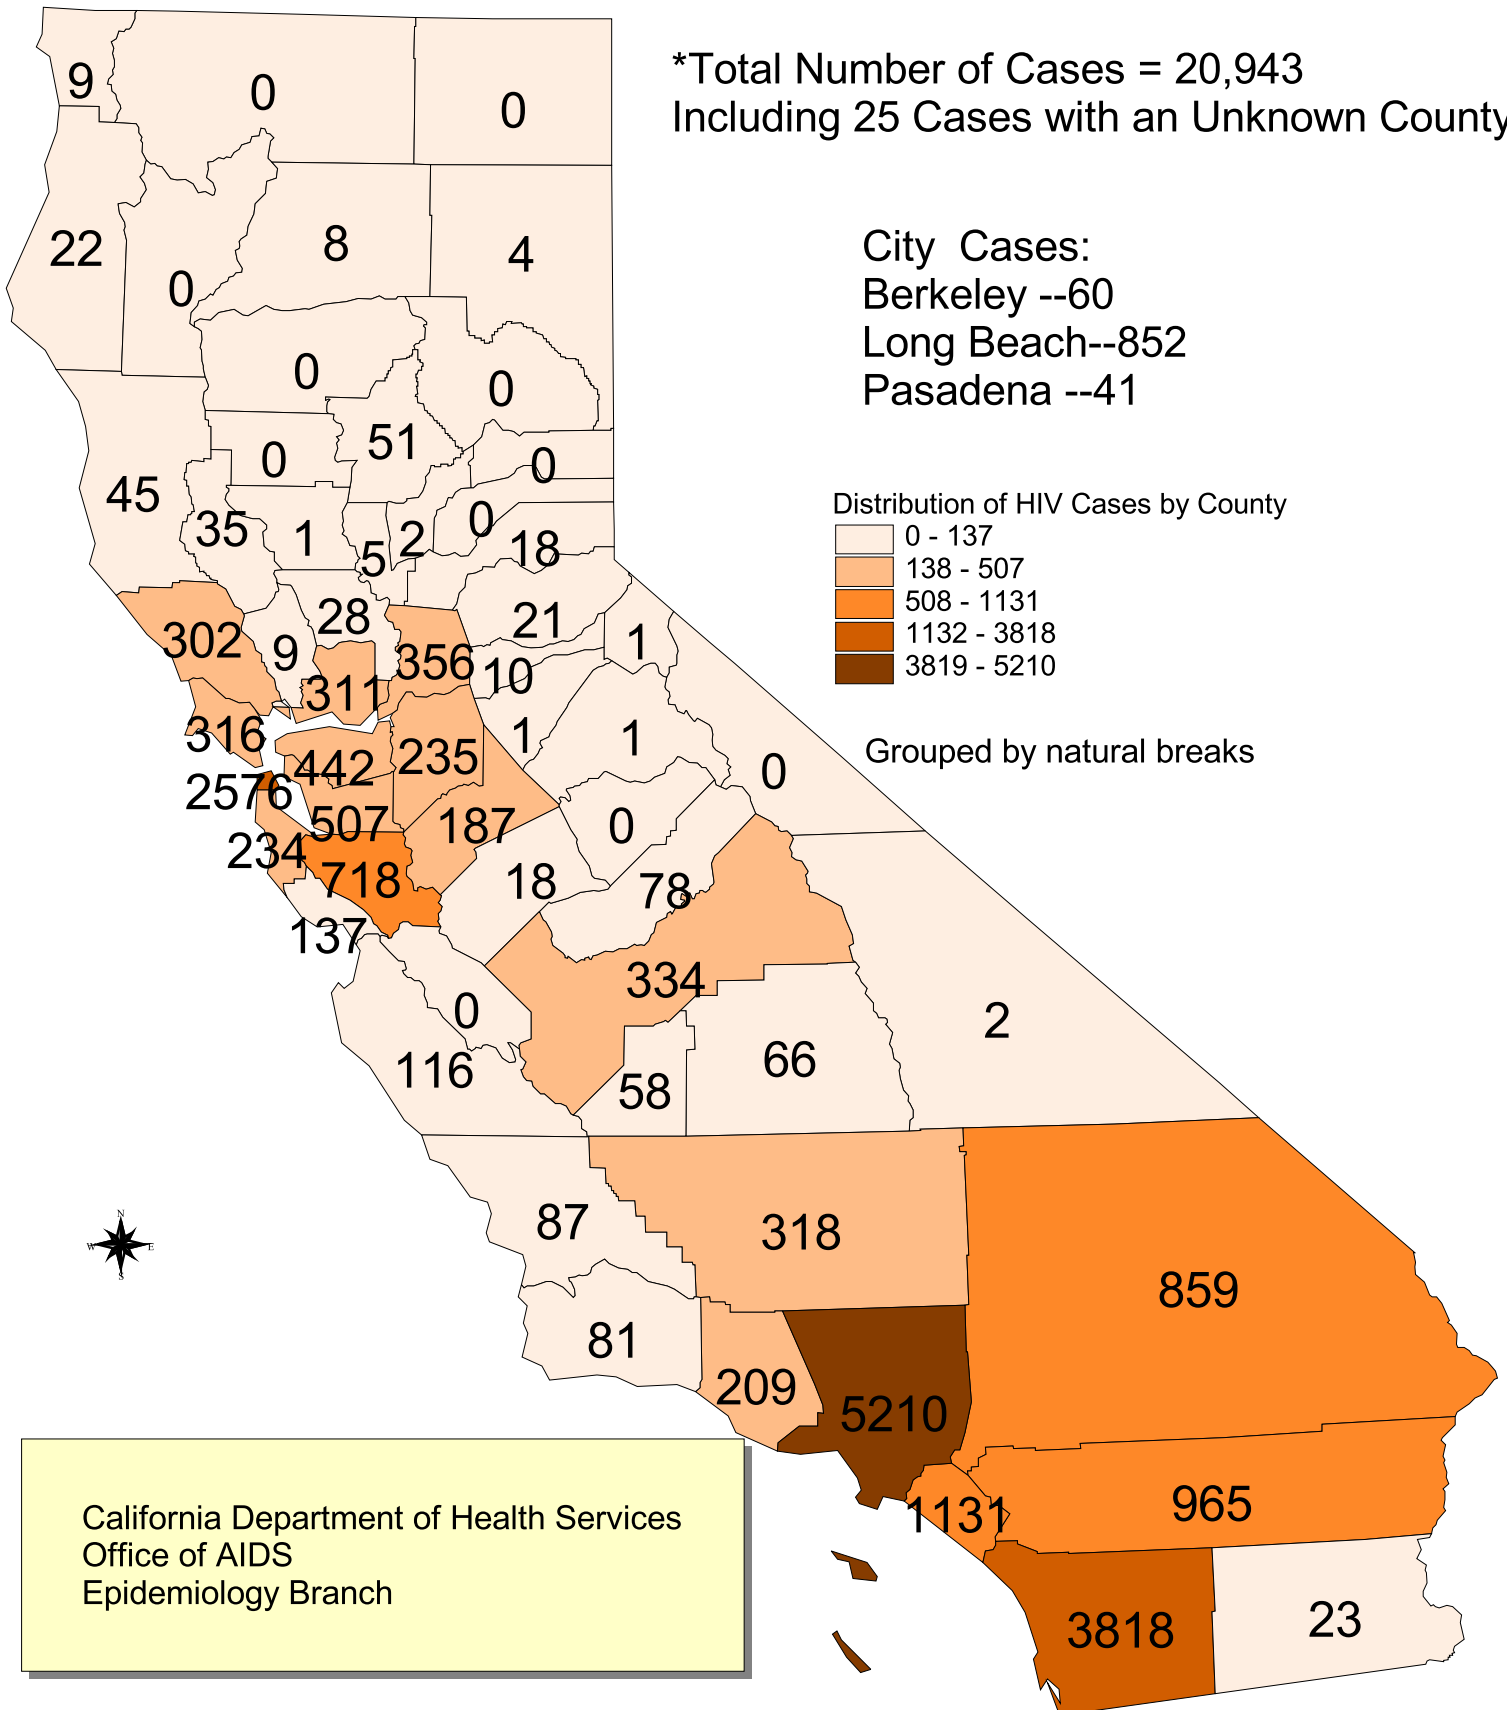 *Total Number of Cases = 20,943
Including 25 Cases with an Unknown County
City  Cases:
Berkeley --60
Long Beach--852
Pasadena --41
Distribution of HIV Cases by County
0 - 137
138 - 507
508 - 1131
1132 - 3818
3819 - 5210
Grouped by natural breaks
9
0
0
22
0
8
4
0
0
51
0
0
45
35
1
5
2
0
18
302
9
28
356
21
1
10
311
316
442
235
1
1
0
2576
507
187
0
234
718
18
78
137
334
0
116
58
66
2
87
318
859
81
209
5210
1131
965
3818
23
N
W
E
S
California Department of Health Services
Office of AIDS
Epidemiology Branch